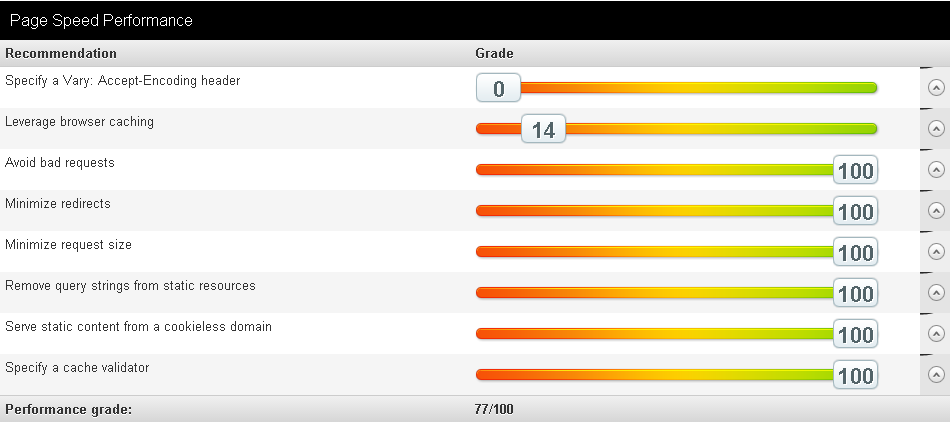 Page Speed Performance
Recommendation Grade
Specify a Vary: Accept-Encoding header 0
Leverage browser caching 14
Avoid bad requests 100
Minimize redirects 100
Minimize request size 100
Remove query strings from static resources 100
Serve static content from a cookieless domain 100
Specify a cache validator 100
Performance grade: 77/100